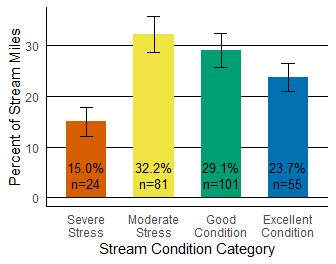 Percent of Stream Miles
30
20
10
0
15.0%
n=24
32.2%
n=81
29.1%
n=101
23.7%
n=55
Severe
Stress
Moderate
Stress
Good
Condition
Excellent
Condition
Stream Condition Category